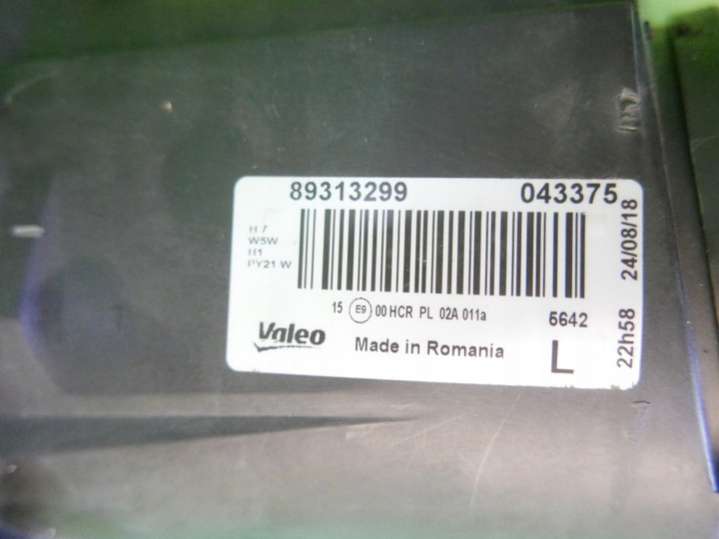 89313299 043375
H7
W5W
H1
PY21W
24/08/18
15 E9 00 HCR PL 02A 011a 5642
Valeo Made in Romania L
22h58